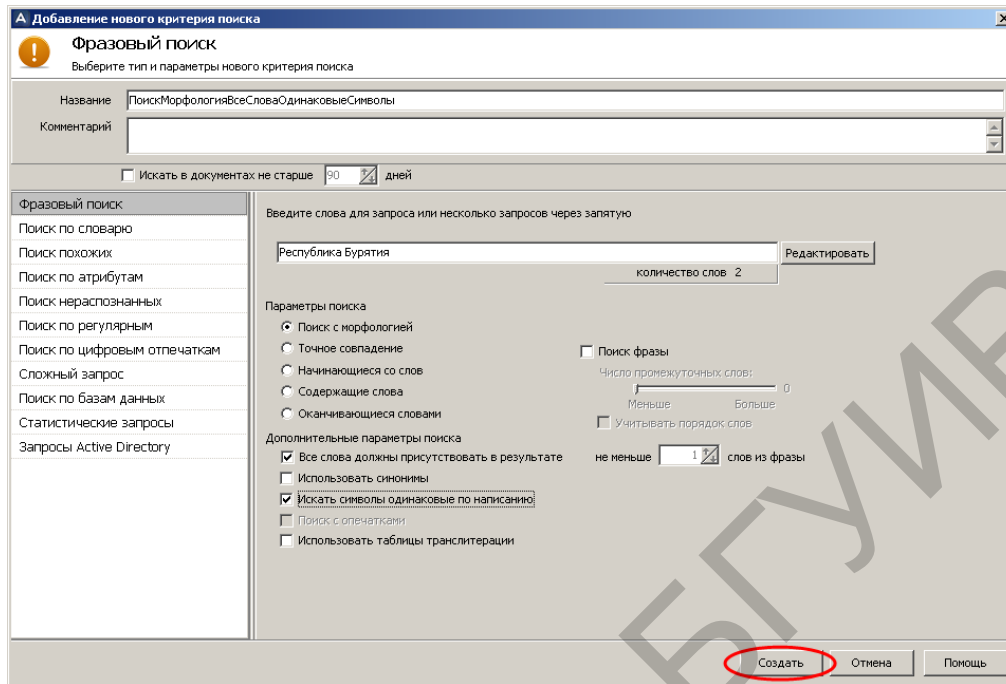 Добавление нового критерия поиска
Фразовый поиск
Выберите тип и параметры нового критерия поиска
Название ПоискМорфологияВсеСловаОдинаковыеСимволы
Комментарий
Искать в документах не старше 90 дней
Фразовый поиск
Поиск по словарю
Поиск похожих
Поиск по атрибутам
Поиск нераспознанных
Поиск по регулярным
Поиск по цифровым отпечаткам
Сложный запрос
Поиск по базам данных
Статистические запросы
Запросы Active Directory
Введите слова для запроса или несколько запросов через запятую
Республика Бурятия Редактировать
количество слов 2
Параметры поиска
Поиск с морфологией
Точное совпадение
Начинающиеся со слов
Содержащие слова
Оканчивающиеся словами
Поиск фразы
Число промежуточных слов:
0
Меньше Больше
Учитывать порядок слов
Дополнительные параметры поиска
Все слова должны присутствовать в результате не меньше 1 слов из фразы
Использовать синонимы
Искать символы одинаковые по написанию
Поиск с опечатками
Использовать таблицы транслитерации
Создать Отмена Помощь
БГУИР